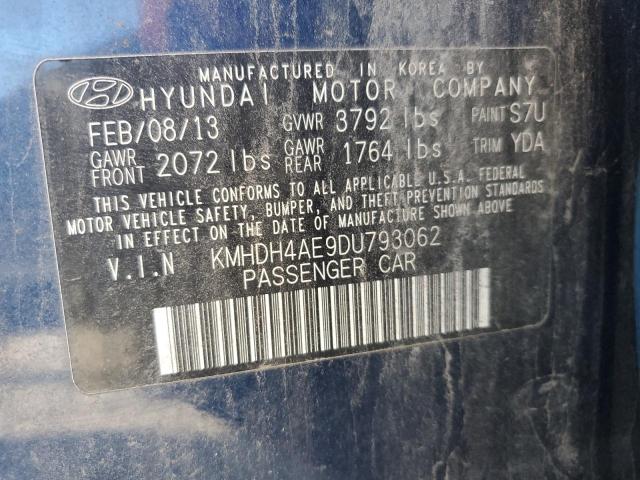 MANUFACTURED IN KOREA BY
HYUNDAI MOTOR COMPANY
FEB/08/13 GVWR 3792 lbs PAINT S7U
GAWR FRONT 2072 lbs GAWR REAR 1764 lbs TRIM YDA
THIS VEHICLE CONFORMS TO ALL APPLICABLE U.S.A. FEDERAL
MOTOR VEHICLE SAFETY, BUMPER, AND THEFT PREVENTION STANDARDS
IN EFFECT ON THE DATE OF MANUFACTURE SHOWN ABOVE.
V.I.N KMHDH4AE9DU793062
PASSENGER CAR